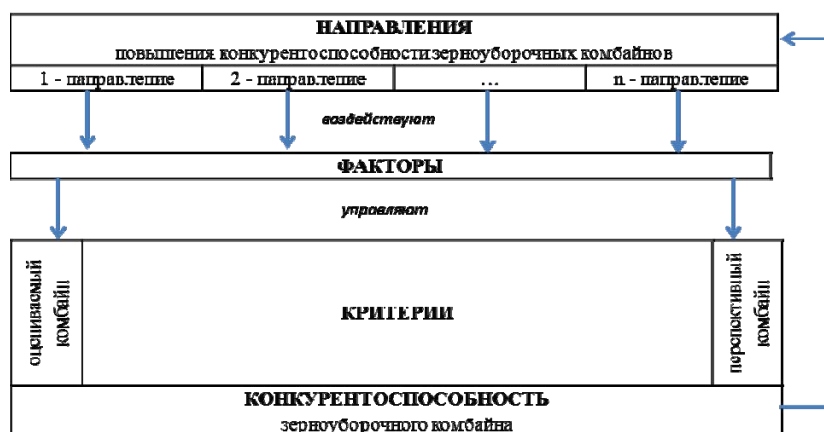 НАПРАВЛЕНИЯ
повышения конкурентоспособности зерноуборочных комбайнов
1 - направление
2 - направление
…
n - направление
воздействуют
ФАКТОРЫ
управляют
оцениваемый
комбайн
КРИТЕРИИ
перспективный
комбайн
КОНКУРЕНТОСПОСОБНОСТЬ
зерноуборочного комбайна